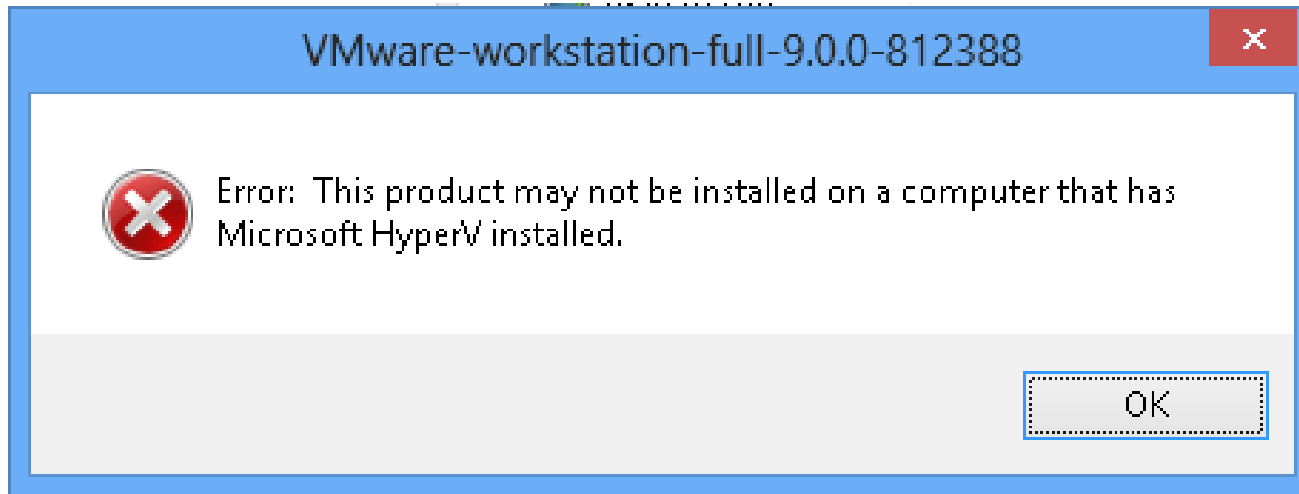 VMware-workstation-full-9.0.0-812388
Error:  This product may not be installed on a computer that has
Microsoft HyperV installed.
OK